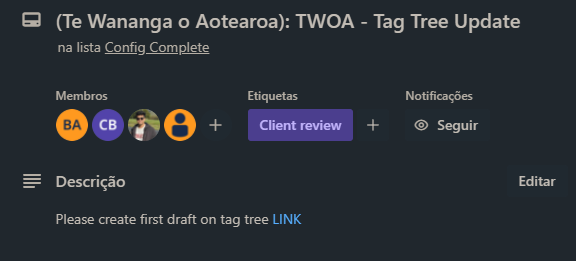 (Te Wananga o Aotearoa): TWOA - Tag Tree Update
na lista Config Complete
Membros Etiquetas Notificações
BA CB + Client review + Seguir
Descrição Editar
Please create first draft on tag tree LINK